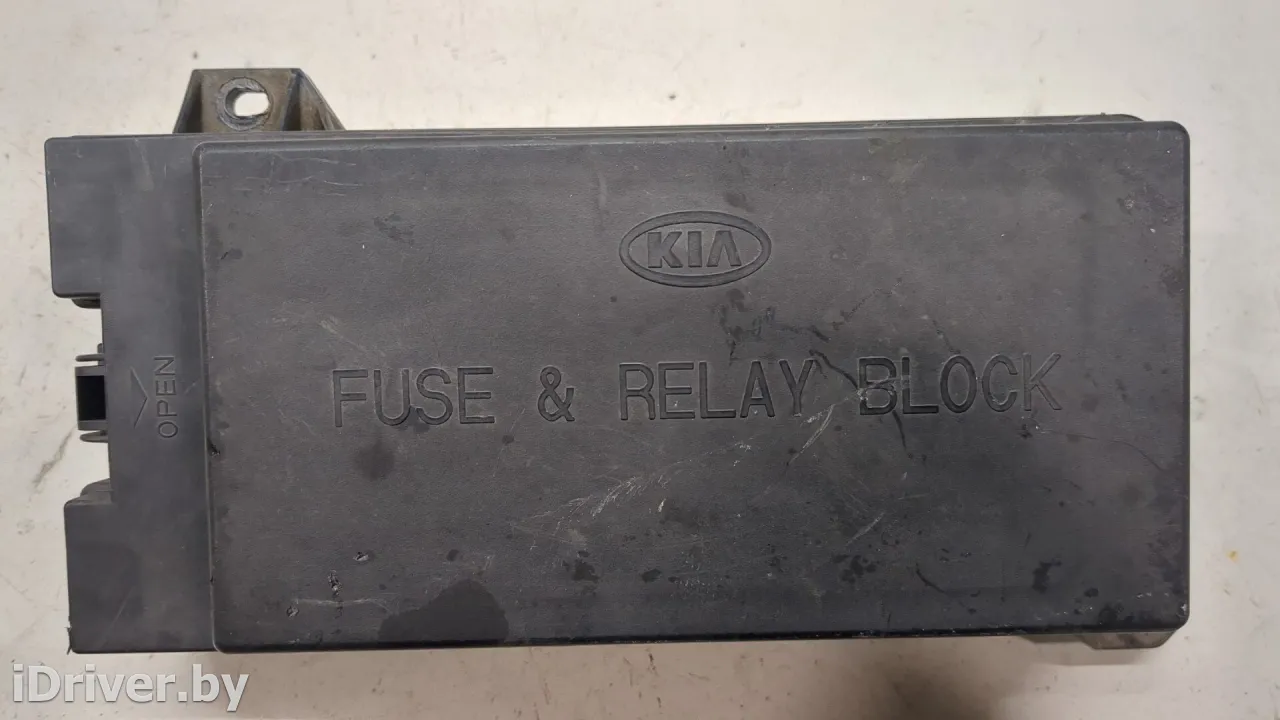 KIA
FUSE & RELAY BLOCK
OPEN
iDriver.by